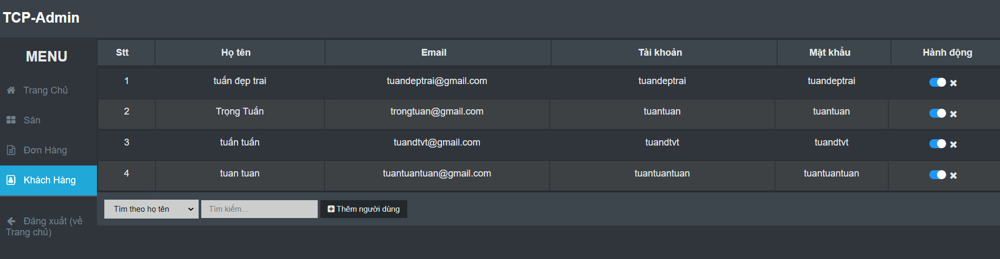 TCP-Admin
MENU
Trang Chủ
Sân
Đơn Hàng
Khách Hàng
Đăng xuất (về
Trang chủ)
Stt Họ tên Email Tài khoản Mật khẩu Hành động
1 tuấn đẹp trai tuandeptrai@gmail.com tuandeptrai tuandeptrai
2 Trọng Tuấn trongtuan@gmail.com tuantuan tuantuan
3 tuấn tuấn tuandtvt@gmail.com tuandtvt tuandtvt
4 tuan tuan tuantuantuan@gmail.com tuantuantuan tuantuantuan
Tìm theo họ tên Tìm kiếm... Thêm người dùng